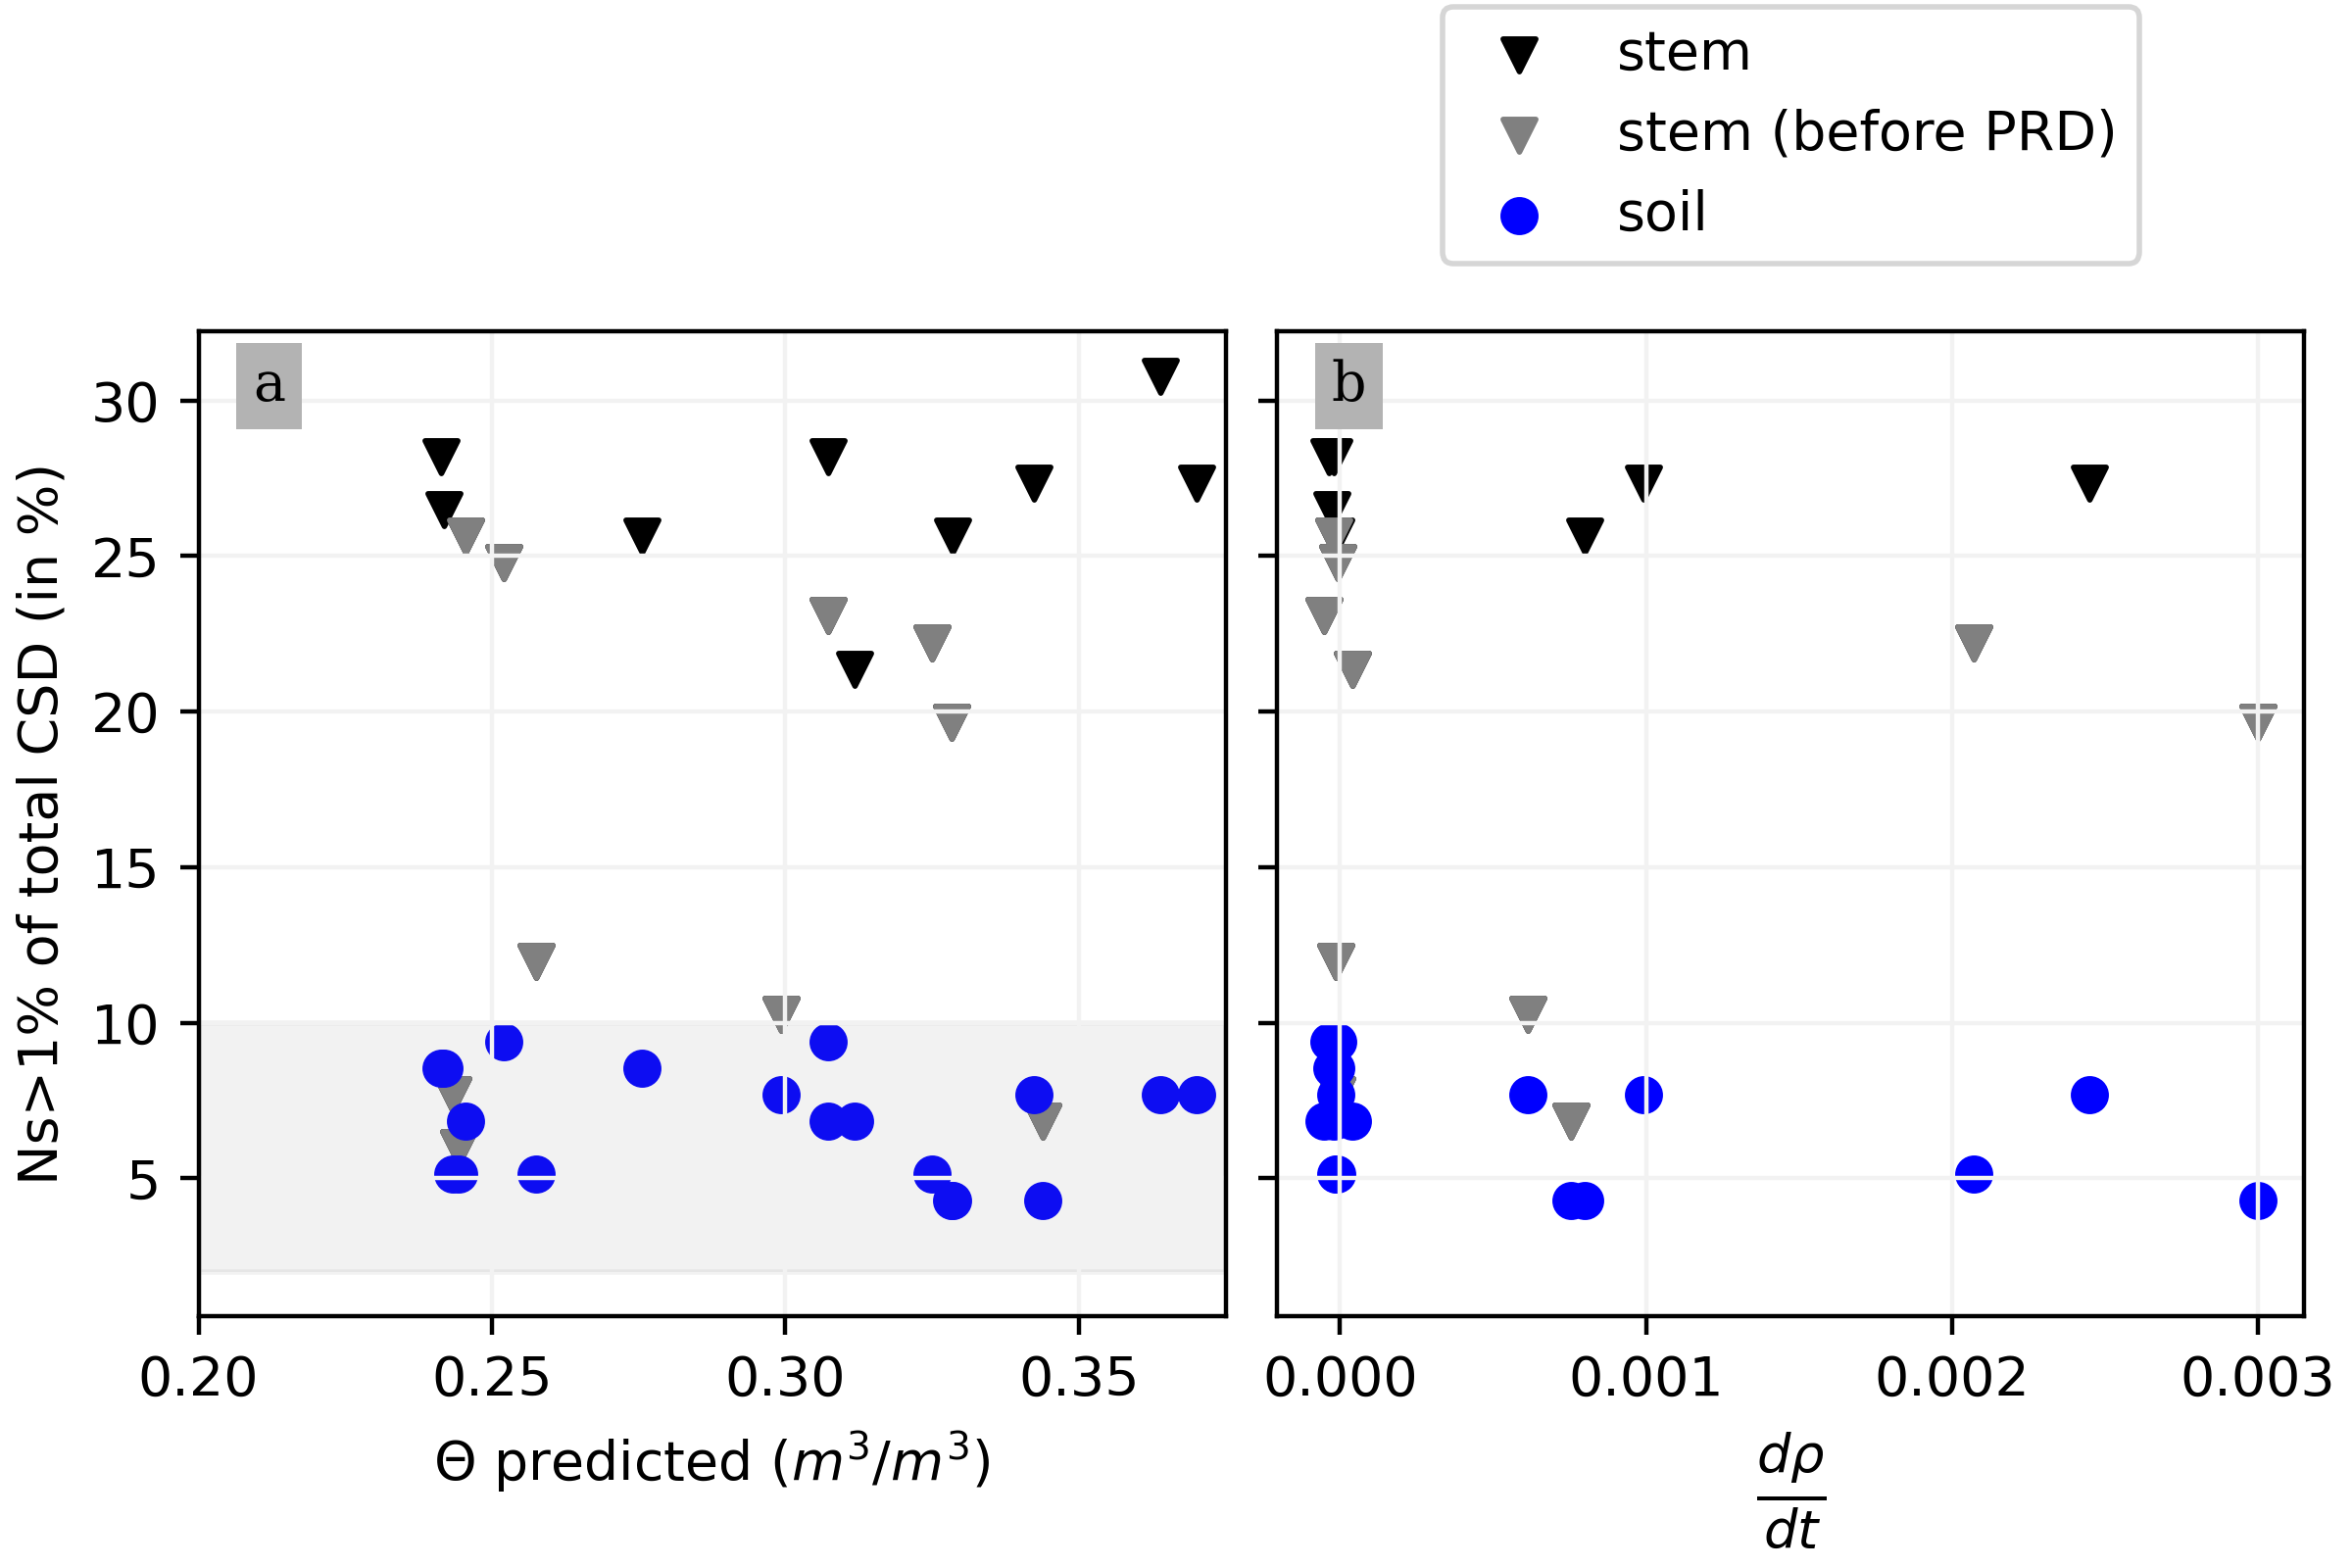 stem
stem (before PRD)
soil
a
b
Ns>1% of total CSD (in %)
30
25
20
15
10
5
0.20 0.25 0.30 0.35
0.000 0.001 0.002 0.003
Θ predicted (m³/m³)
dρ
dt